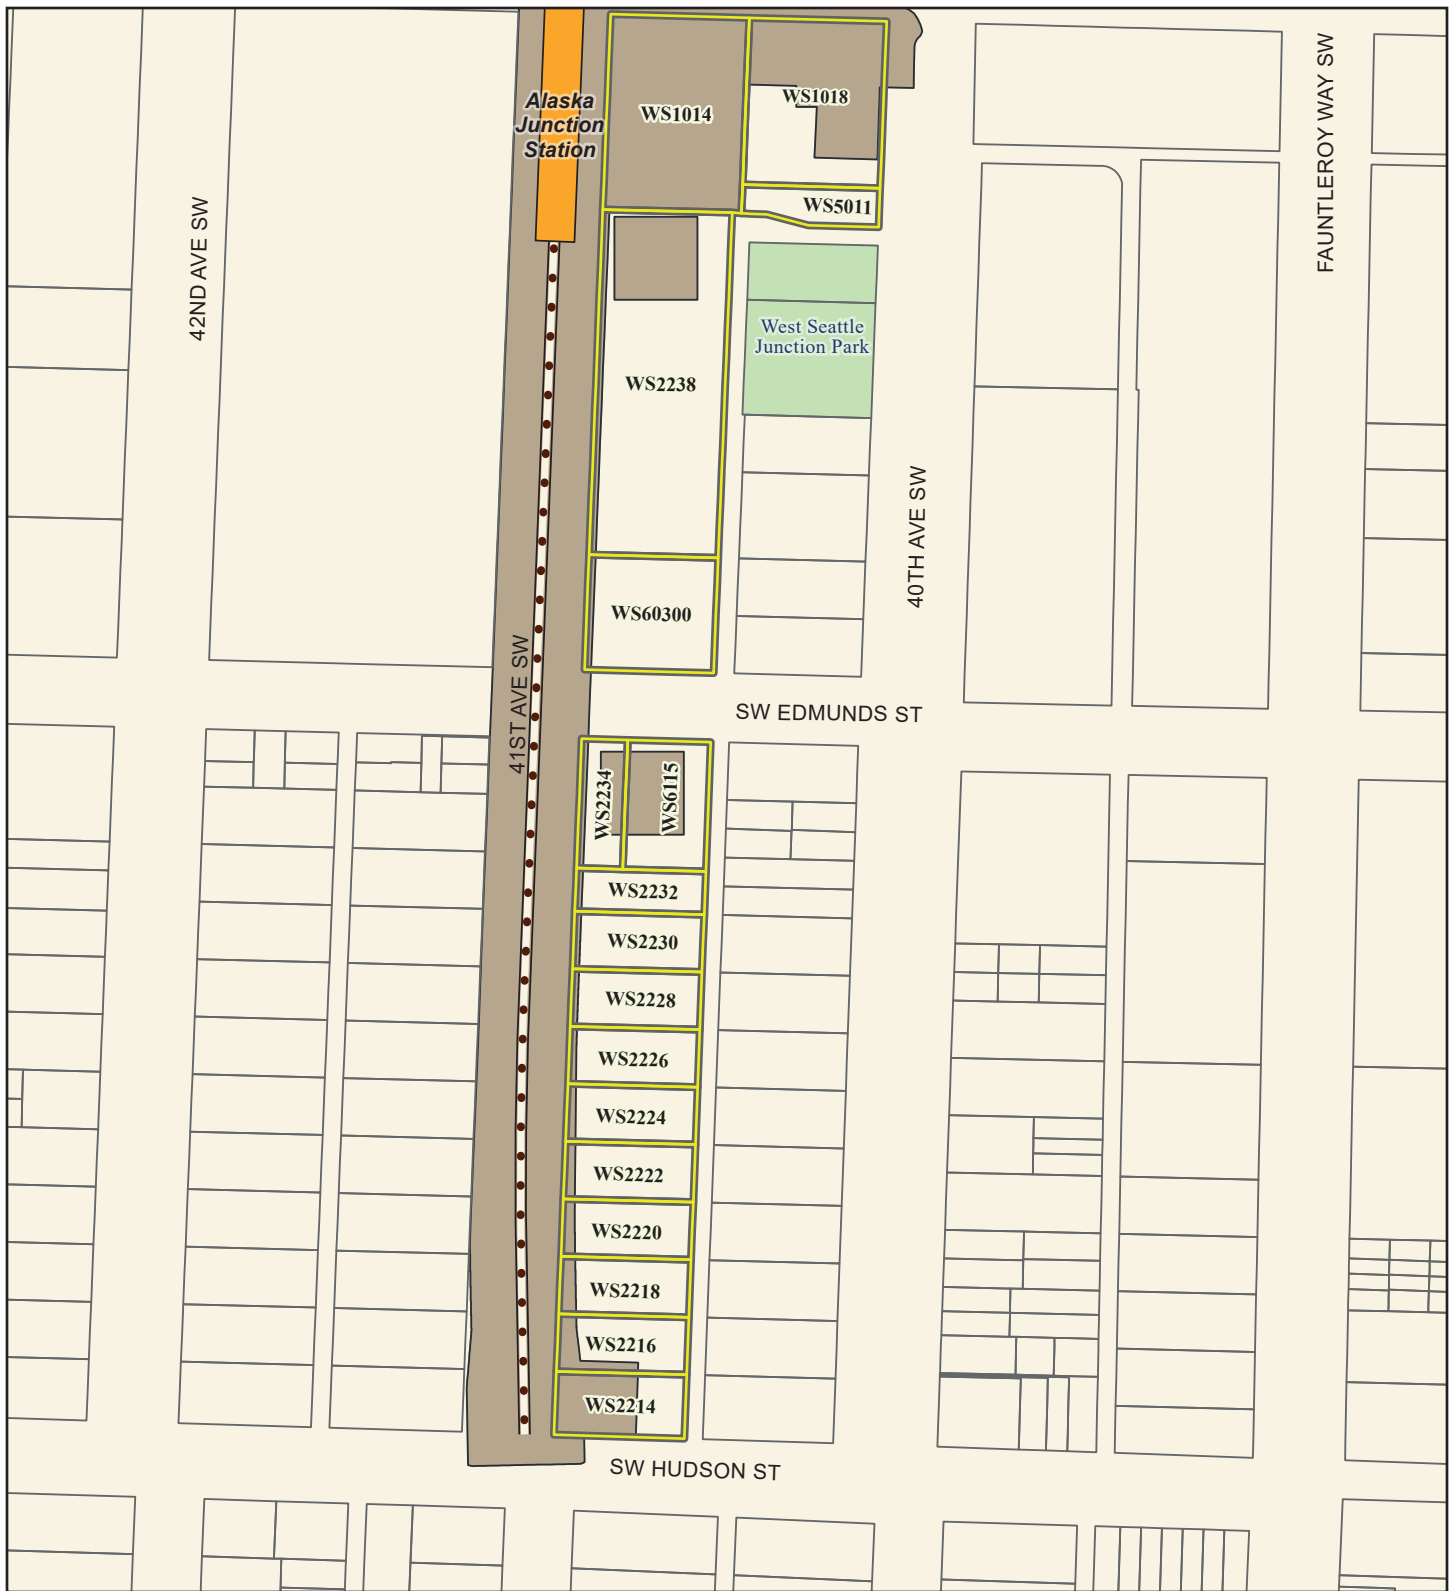 Alaska
Junction
Station
WS1014
WS1018
FAUNTLEROY WAY SW
42ND AVE SW
WS5011
West Seattle
Junction Park
WS2238
40TH AVE SW
WS60300
41ST AVE SW
SW EDMUNDS ST
WS2234
WS6115
WS2232
WS2230
WS2228
WS2226
WS2224
WS2222
WS2220
WS2218
WS2216
WS2214
SW HUDSON ST